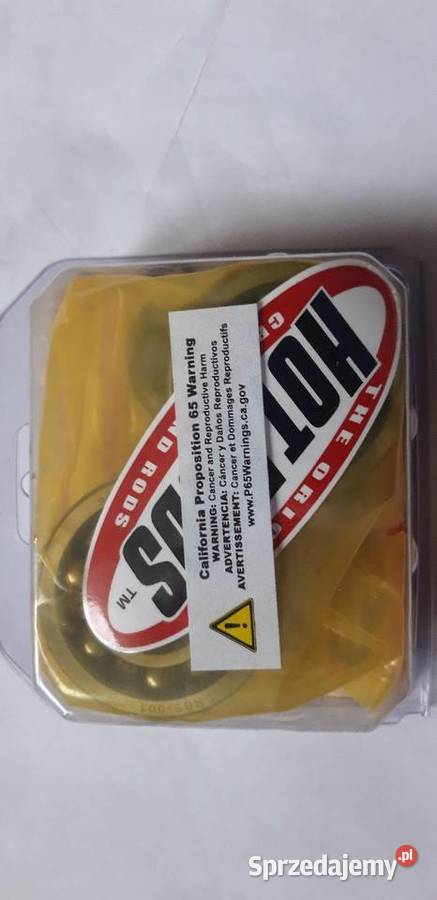 California Proposition 65 Warning
WARNING: Cancer and Reproductive Harm
ADVERTENCIA: Cáncer y Daños Reproductivos
AVERTISSEMENT: Cancer et Dommages Reproductifs
www.P65Warnings.ca.gov
HOT
THE
RODS
TM
Sprzedajemy.pl